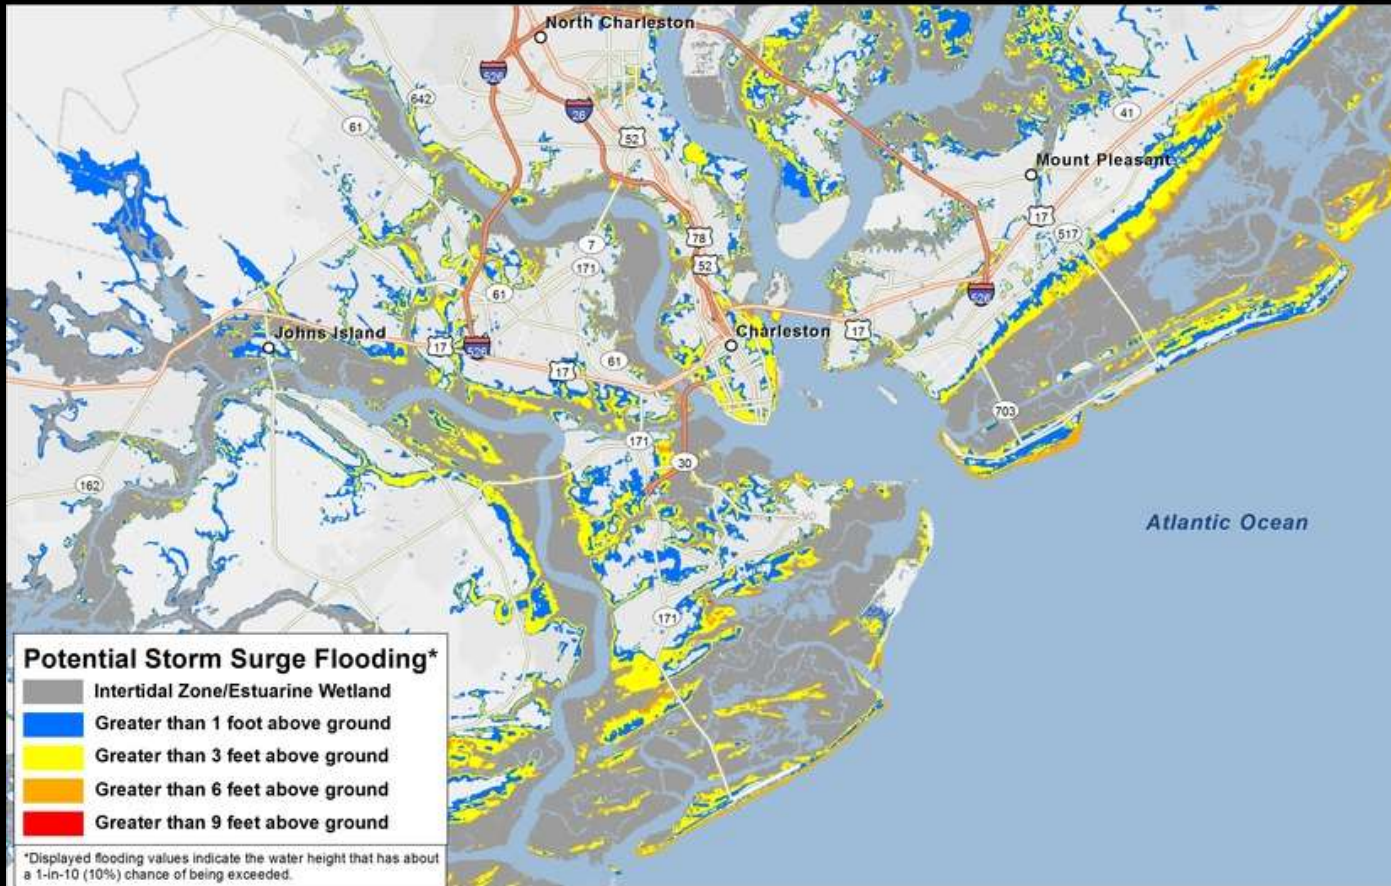 North Charleston
526
26
642
61
52
41
Mount Pleasant
17
517
7
78
171
52
61
526
Johns Island
17
526
Charleston
17
61
17
703
171
30
162
Atlantic Ocean
171
Potential Storm Surge Flooding*
Intertidal Zone/Estuarine Wetland
Greater than 1 foot above ground
Greater than 3 feet above ground
Greater than 6 feet above ground
Greater than 9 feet above ground
*Displayed flooding values indicate the water height that has about
a 1-in-10 (10%) chance of being exceeded.